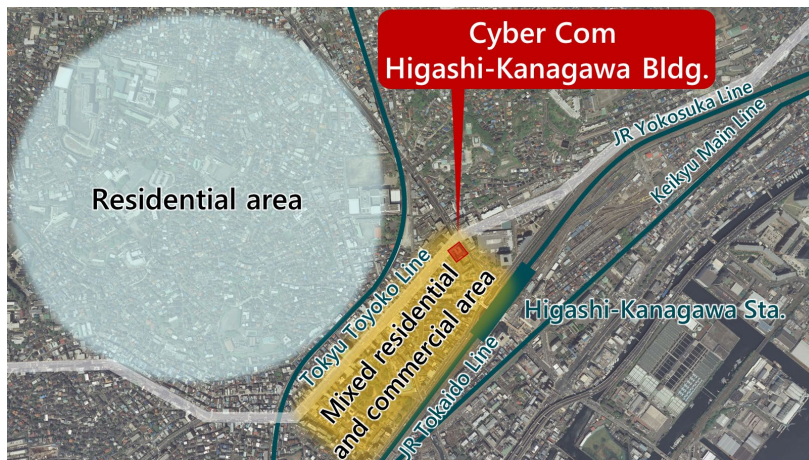 Cyber Com
Higashi-Kanagawa Bldg.
JR Yokosuka Line
Keikyu Main Line
Residential area
Tokyu Toyoko Line
Mixed residential
and commercial area
Higashi-Kanagawa Sta.
JR Tokaido Line